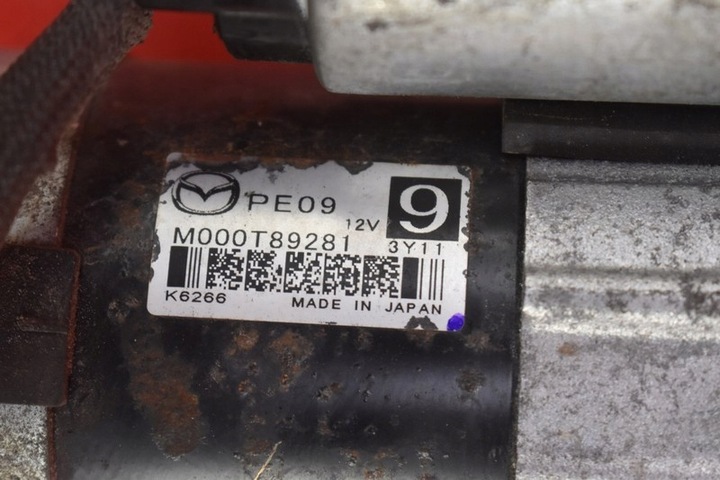 PE09
12V
9
M000T89281
3Y11
K6266
MADE IN JAPAN